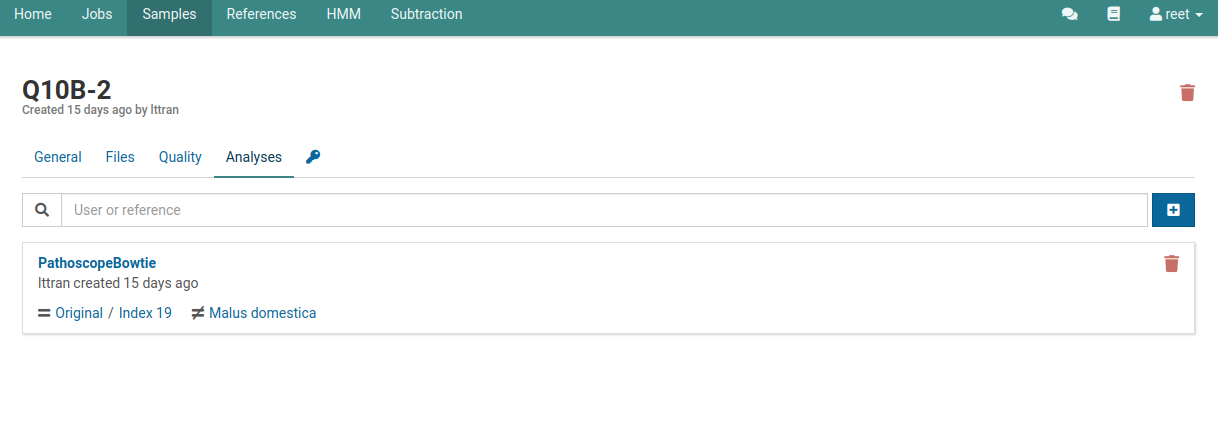 Home Jobs Samples References HMM Subtraction reet
Q10B-2
Created 15 days ago by lttran
General Files Quality Analyses
User or reference
PathoscopeBowtie
lttran created 15 days ago
Original / Index 19 Malus domestica